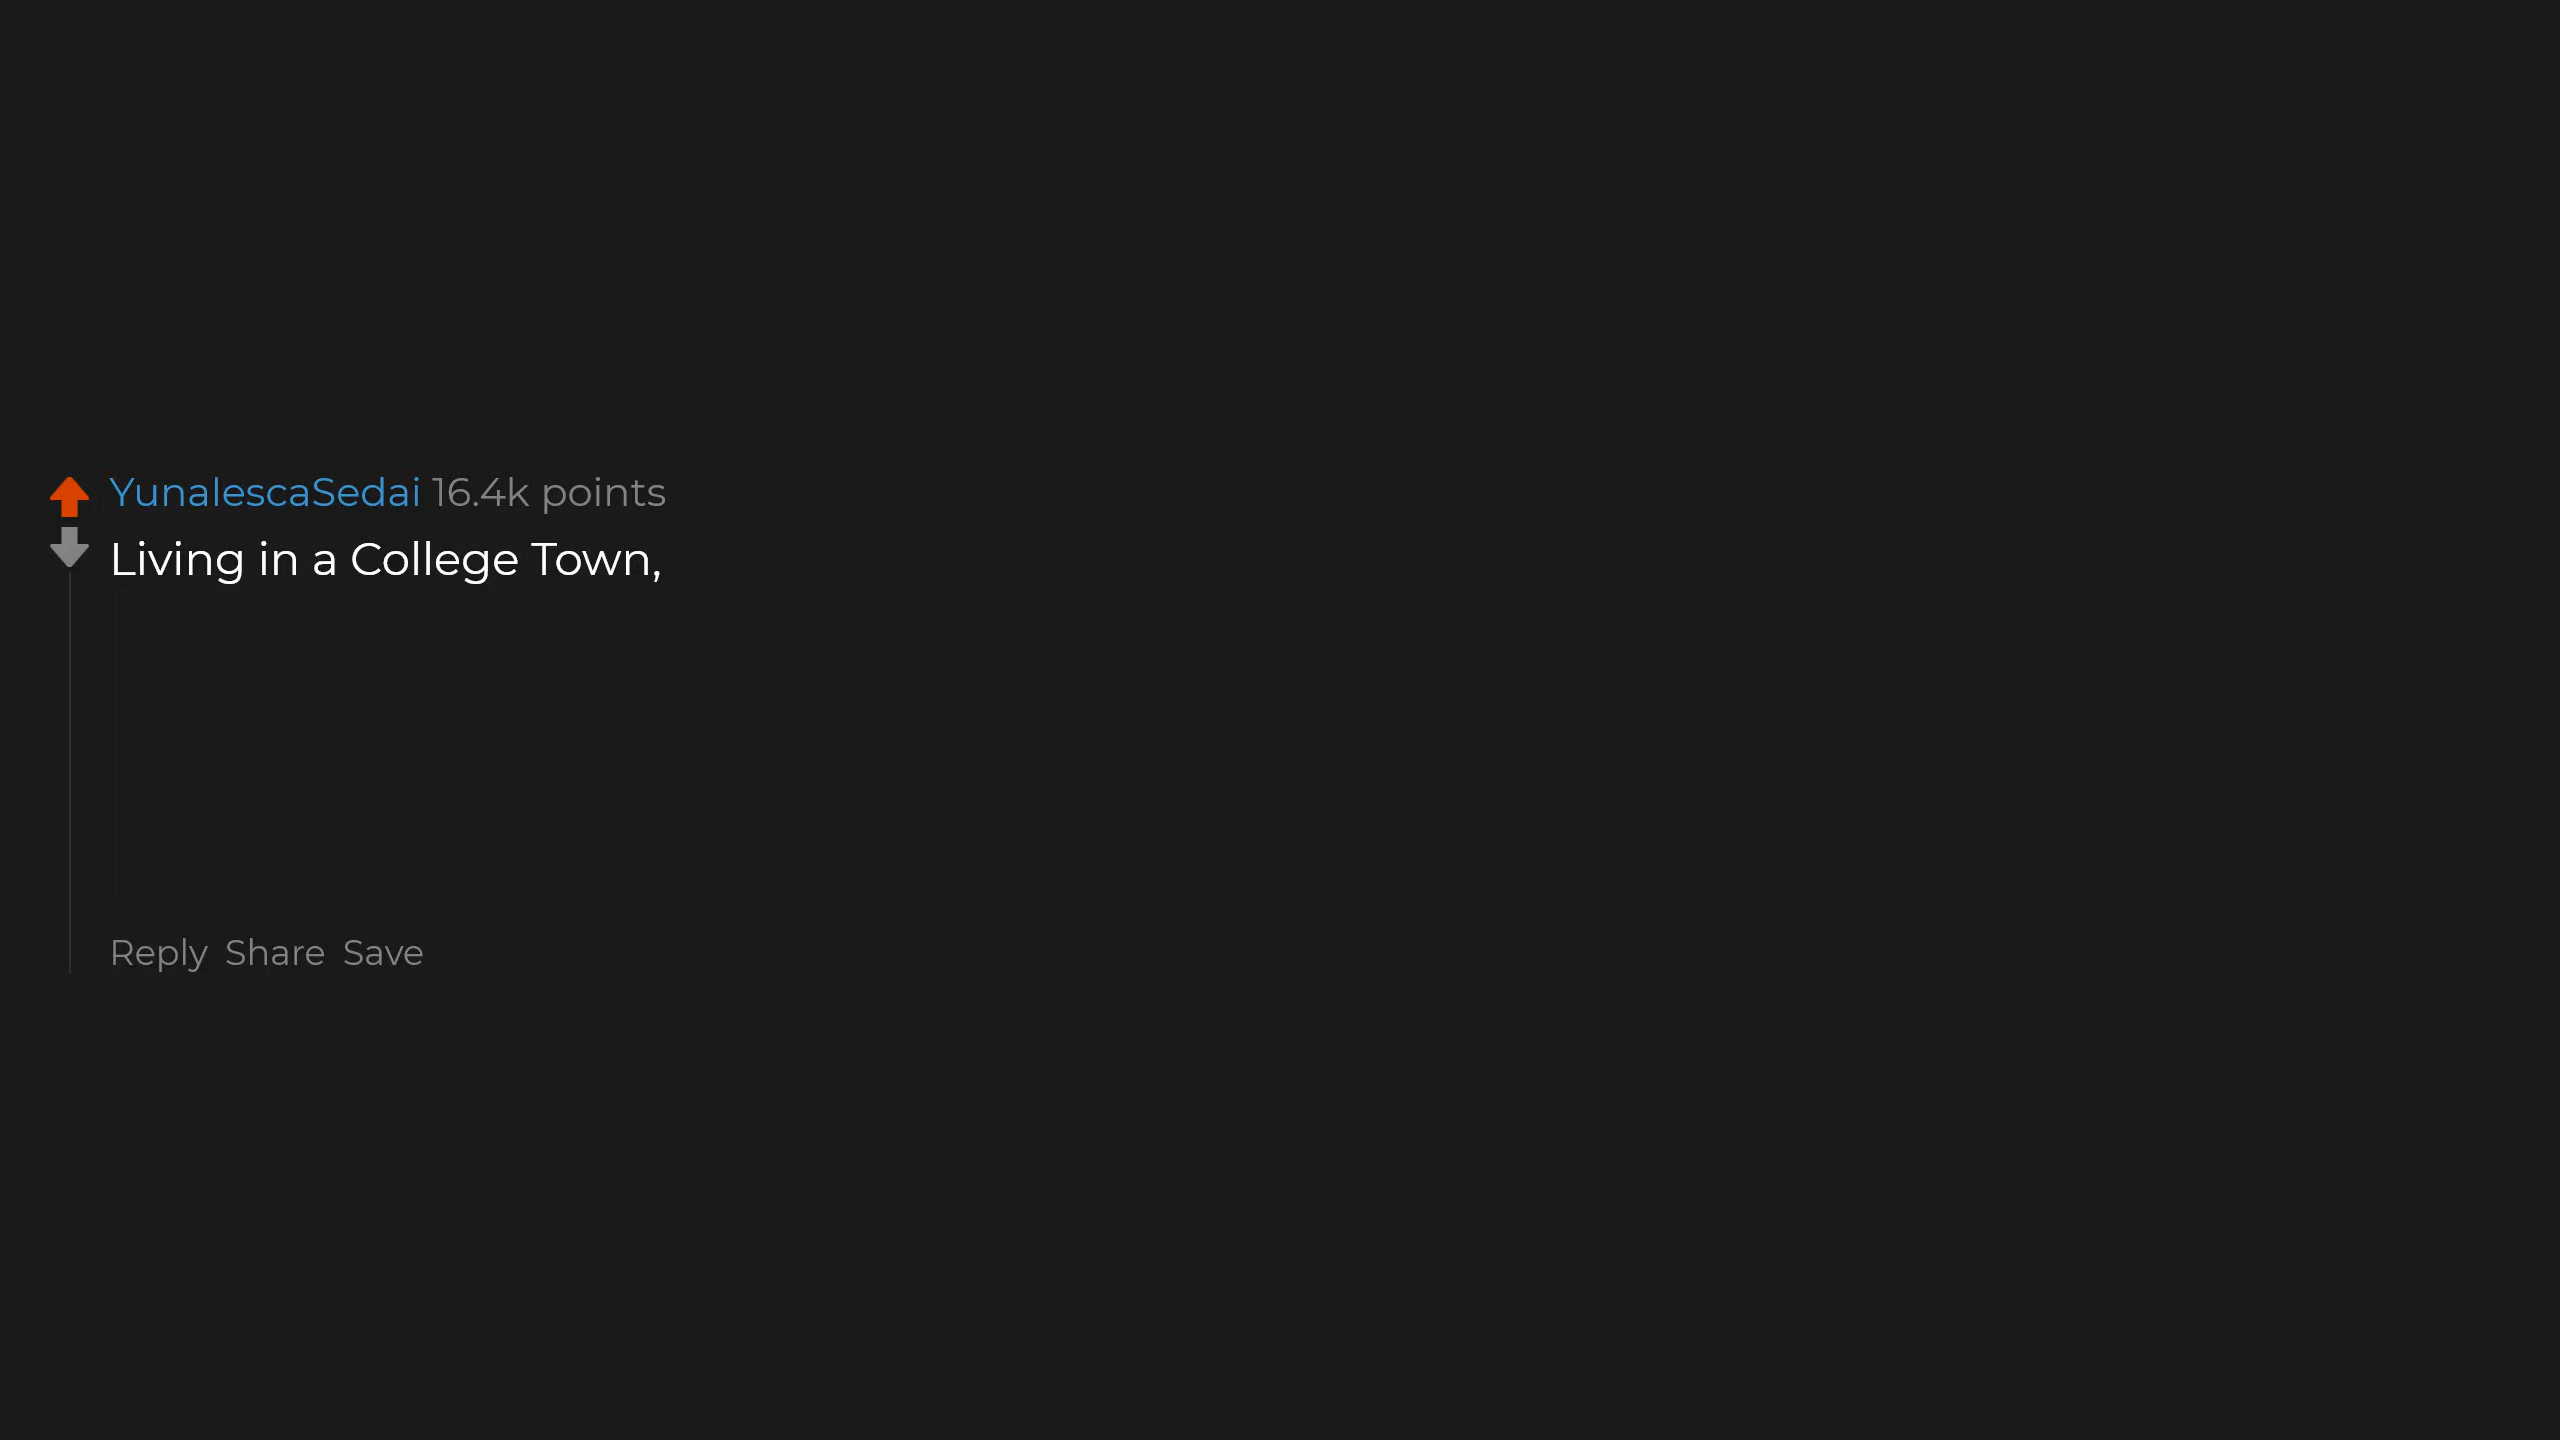 YunalescaSedai 16.4k points
Living in a College Town,
Reply Share Save